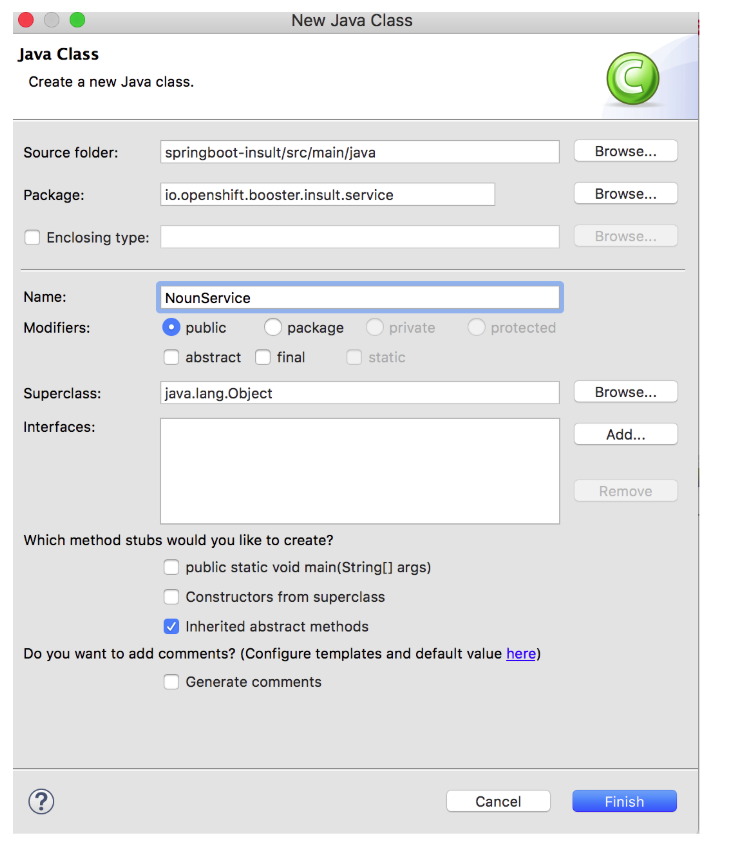 New Java Class
Java Class
Create a new Java class.
Source folder: springboot-insult/src/main/java Browse...
Package: io.openshift.booster.insult.service Browse...
Enclosing type: Browse...
Name: NounService
Modifiers: public package private protected
abstract final static
Superclass: java.lang.Object Browse...
Interfaces: Add...
Remove
Which method stubs would you like to create?
public static void main(String[] args)
Constructors from superclass
Inherited abstract methods
Do you want to add comments? (Configure templates and default value here)
Generate comments
? Cancel Finish